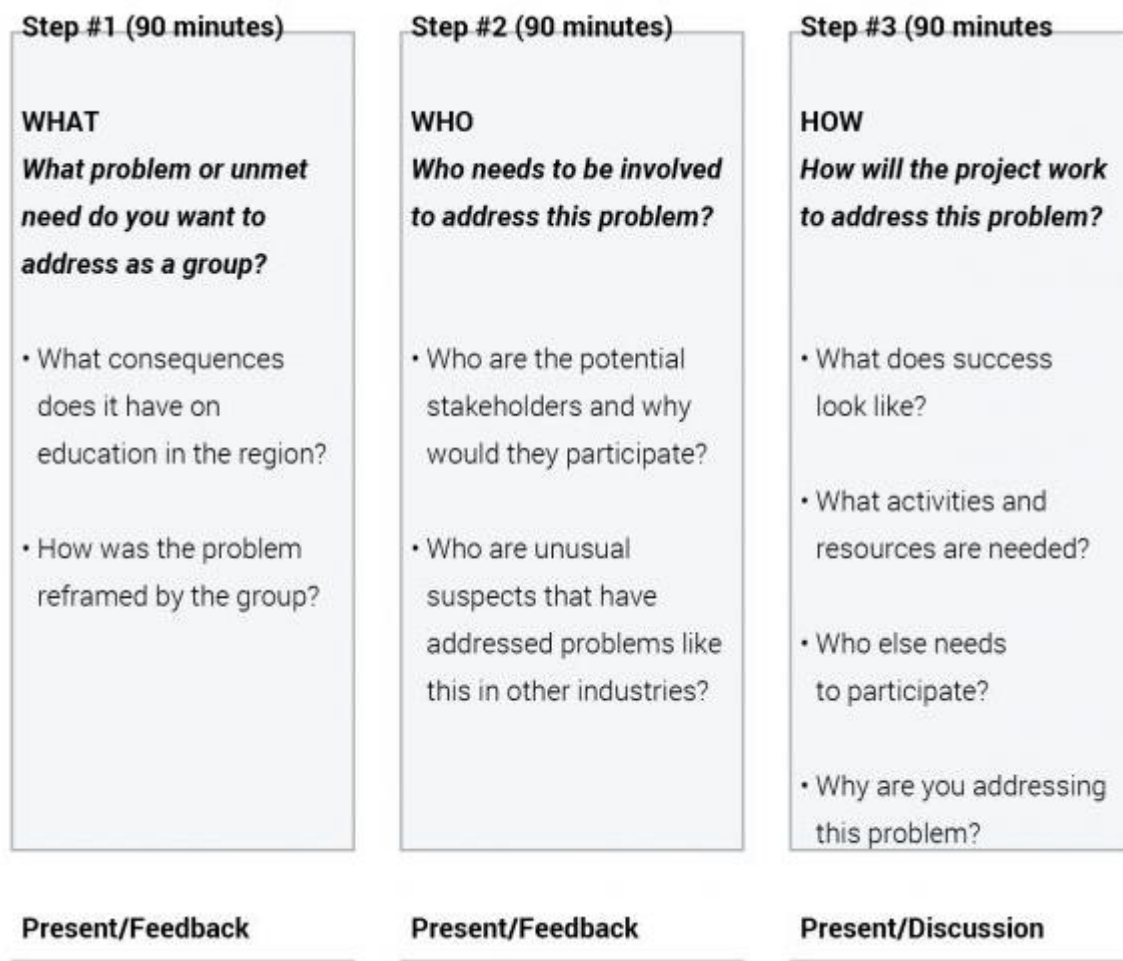 Step #1 (90 minutes)
WHAT
What problem or unmet
need do you want to
address as a group?
• What consequences
does it have on
education in the region?
• How was the problem
reframed by the group?
Present/Feedback
Step #2 (90 minutes)
WHO
Who needs to be involved
to address this problem?
• Who are the potential
stakeholders and why
would they participate?
• Who are unusual
suspects that have
addressed problems like
this in other industries?
Present/Feedback
Step #3 (90 minutes
HOW
How will the project work
to address this problem?
• What does success
look like?
• What activities and
resources are needed?
• Who else needs
to participate?
• Why are you addressing
this problem?
Present/Discussion